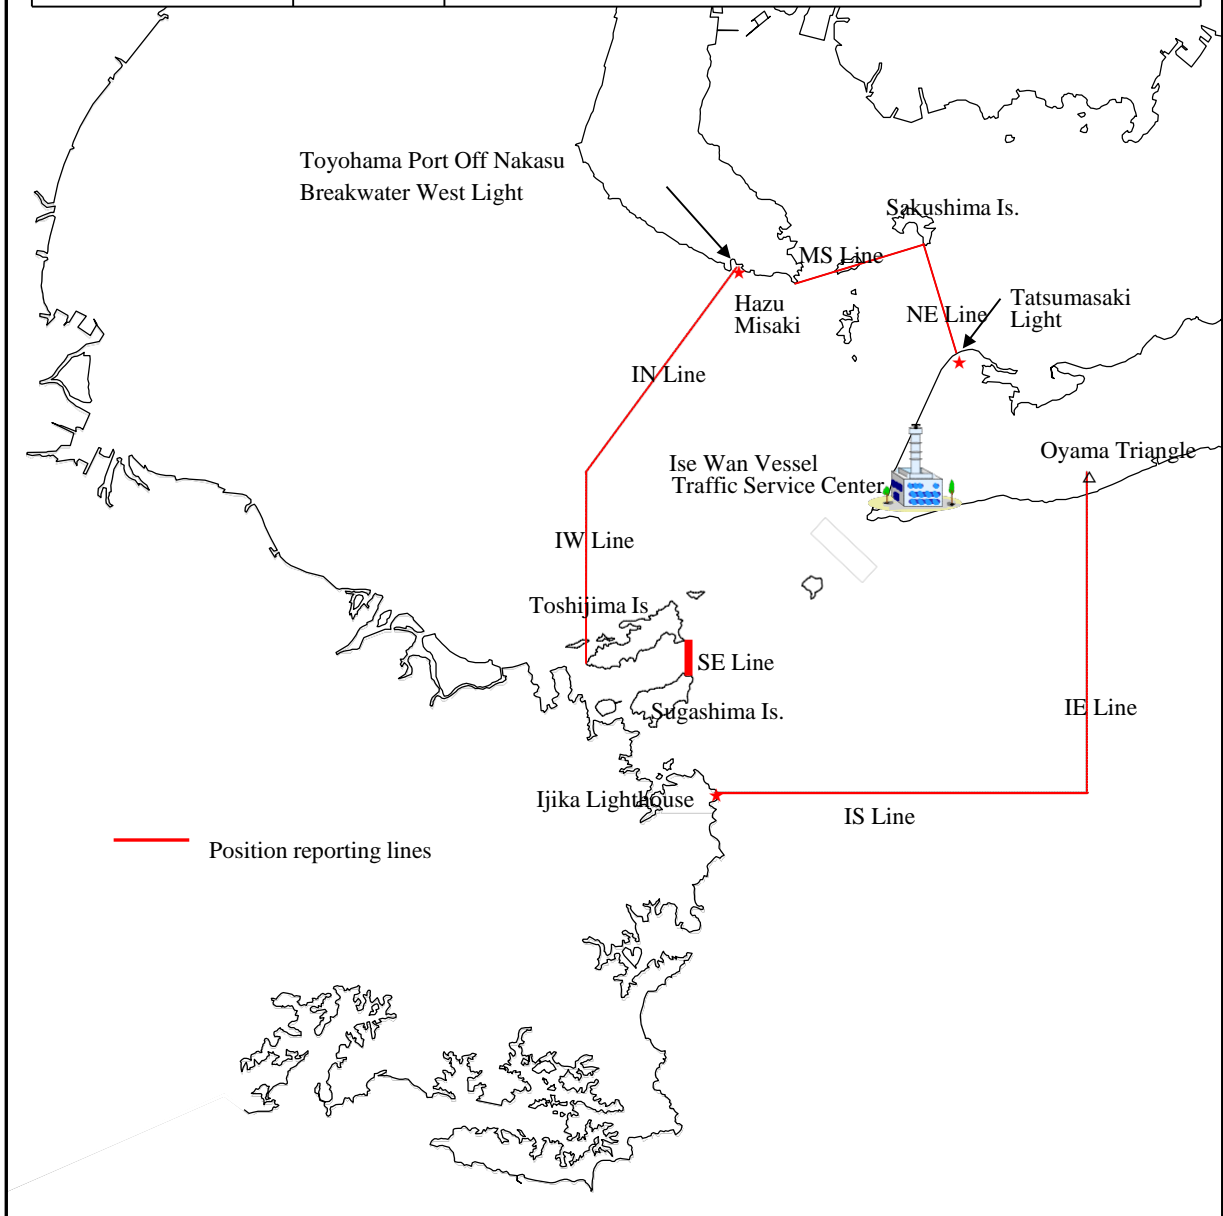 Toyohama Port Off Nakasu
Breakwater West Light
Sakushima Is.
MS Line
Hazu
Misaki
NE Line
Tatsumasaki
Light
IN Line
Oyama Triangle
Ise Wan Vessel
Traffic Service Center
IW Line
Toshijima Is
SE Line
Sugashima Is.
IE Line
Ijika Lighthouse
IS Line
Position reporting lines